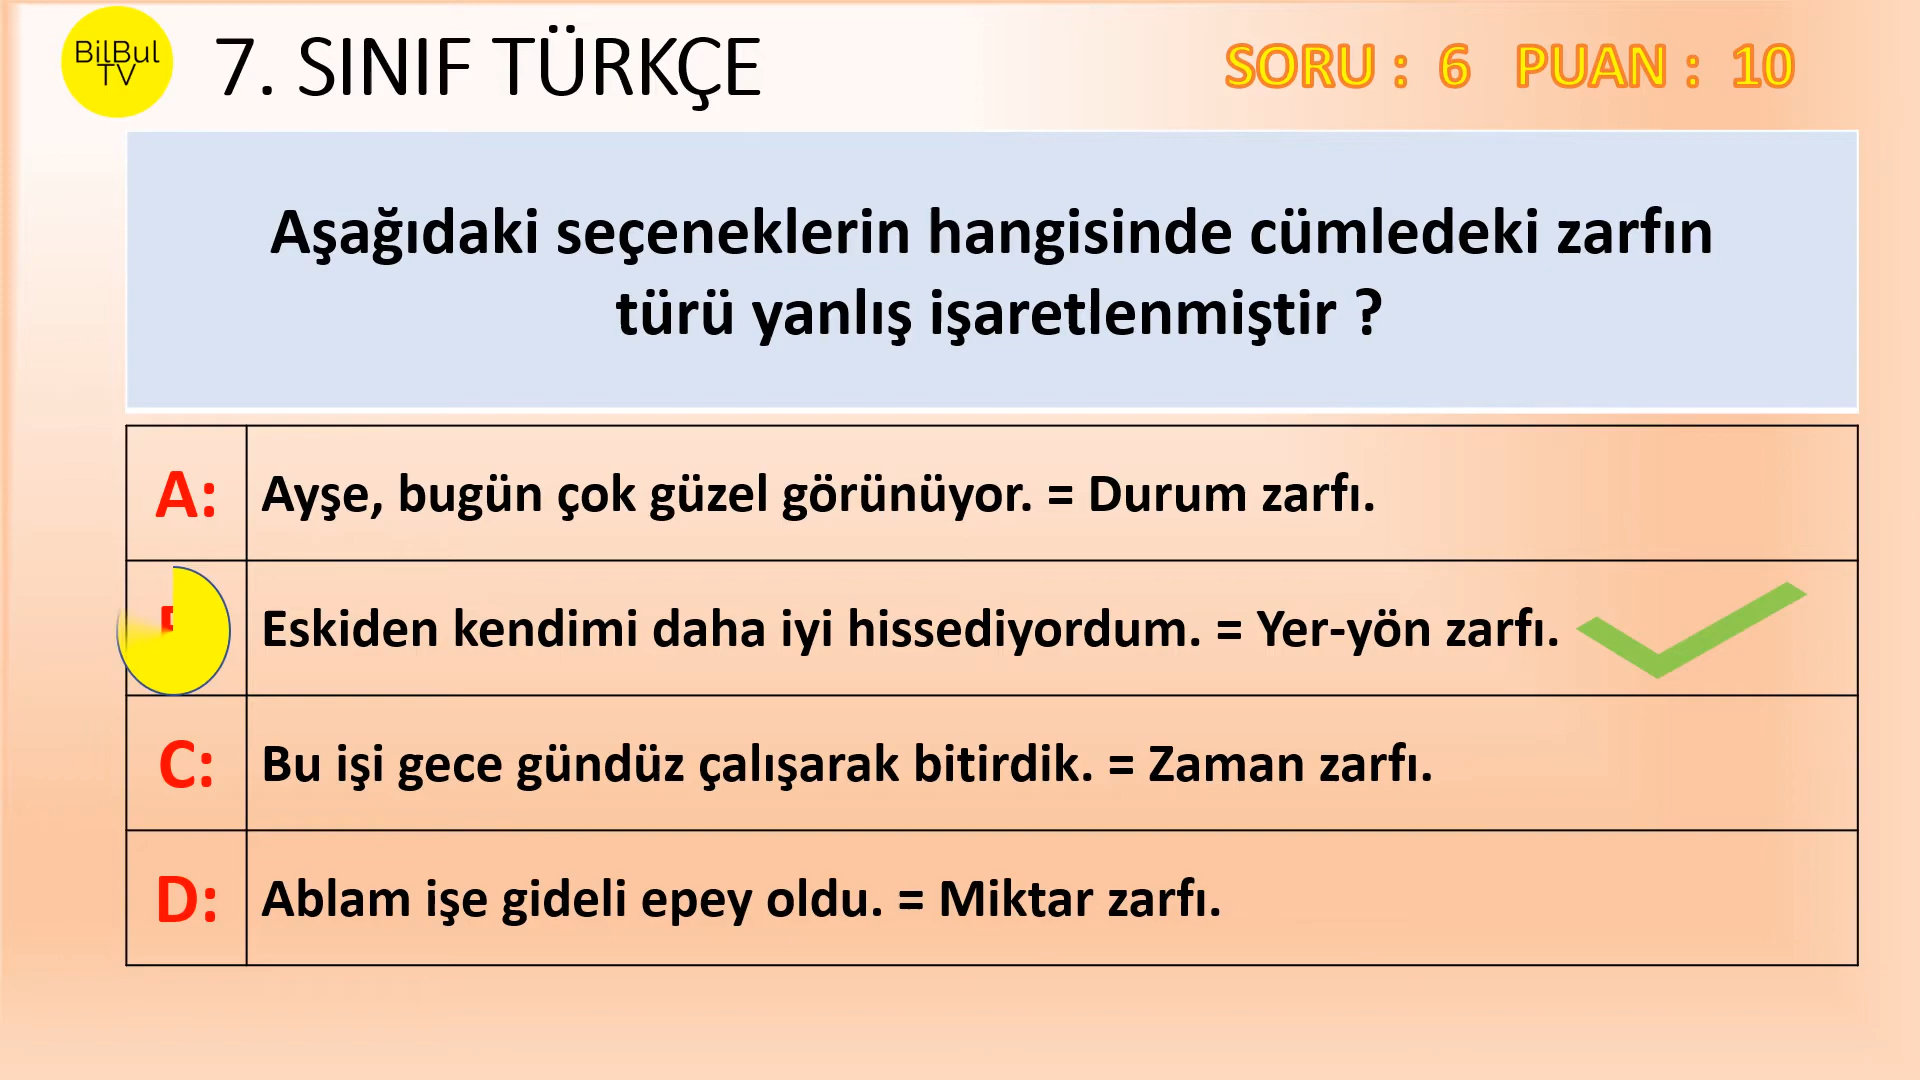 BilBul
TV
7. SINIF TÜRKÇE
SORU : 6 PUAN : 10
Aşağıdaki seçeneklerin hangisinde cümledeki zarfın
türü yanlış işaretlenmiştir ?
A: Ayşe, bugün çok güzel görünüyor. = Durum zarfı.
Eskiden kendimi daha iyi hissediyordum. = Yer-yön zarfı.
C: Bu işi gece gündüz çalışarak bitirdik. = Zaman zarfı.
D: Ablam işe gideli epey oldu. = Miktar zarfı.